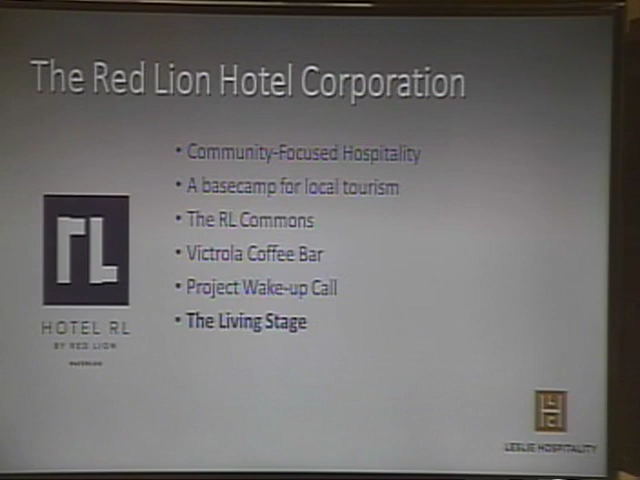 The Red Lion Hotel Corporation
• Community-Focused Hospitality
• A basecamp for local tourism
• The RL Commons
• Victrola Coffee Bar
• Project Wake-up Call
• The Living Stage
RL
HOTEL RL
BY RED LION
LESLIE HOSPITALITY